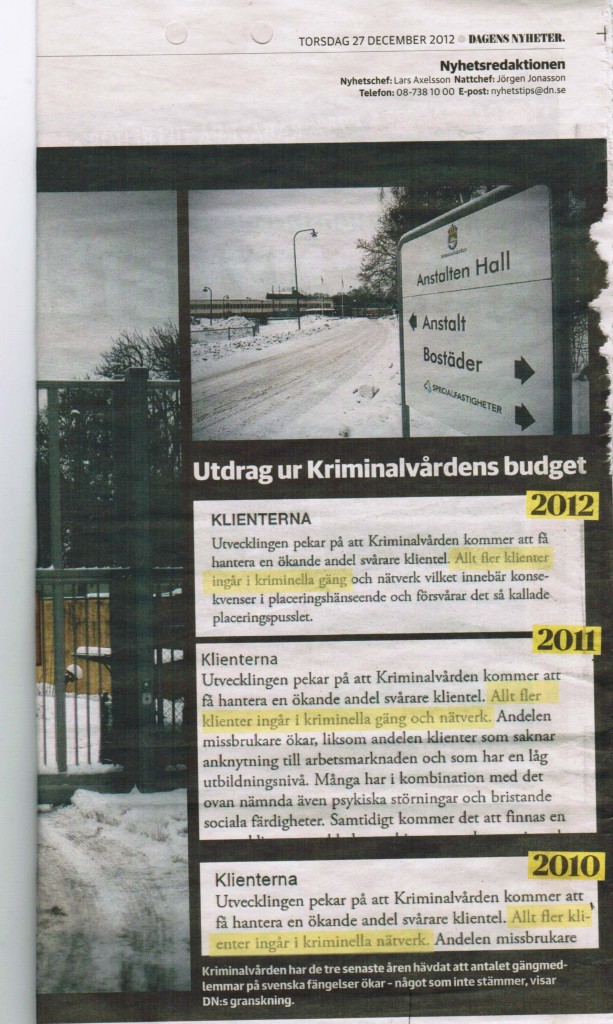 TORSDAG 27 DECEMBER 2012 • DAGENS NYHETER.
Nyhetsredaktionen
Nyhetschef: Lars Axelsson Nattchef: Jörgen Jonasson
Telefon: 08-738 10 00 E-post: nyhetstips@dn.se
Anstalten Hall
Anstalt
Bostäder
SPECIALFASTIGHETER
Utdrag ur Kriminalvårdens budget
2012
KLIENTERNA
Utvecklingen pekar på att Kriminalvården kommer att få
hantera en ökande andel svårare klientel. Allt fler klienter
ingår i kriminella gäng och nätverk vilket innebär konse-
kvenser i placeringshänseende och försvårar det så kallade
placeringspusslet.
2011
Klienterna
Utvecklingen pekar på att Kriminalvården kommer att
få hantera en ökande andel svårare klientel. Allt fler
klienter ingår i kriminella gäng och nätverk. Andelen
missbrukare ökar, liksom andelen klienter som saknar
anknytning till arbetsmarknaden och som har en låg
utbildningsnivå. Många har i kombination med det
ovan nämnda även psykiska störningar och bristande
sociala färdigheter. Samtidigt kommer det att finnas en
2010
Klienterna
Utvecklingen pekar på att Kriminalvården kommer att
få hantera en ökande andel svårare klientel. Allt fler kli-
enter ingår i kriminella nätverk. Andelen missbrukare
Kriminalvården har de tre senaste åren hävdat att antalet gängmed-
lemmar på svenska fängelser ökar – något som inte stämmer, visar
DN:s granskning.